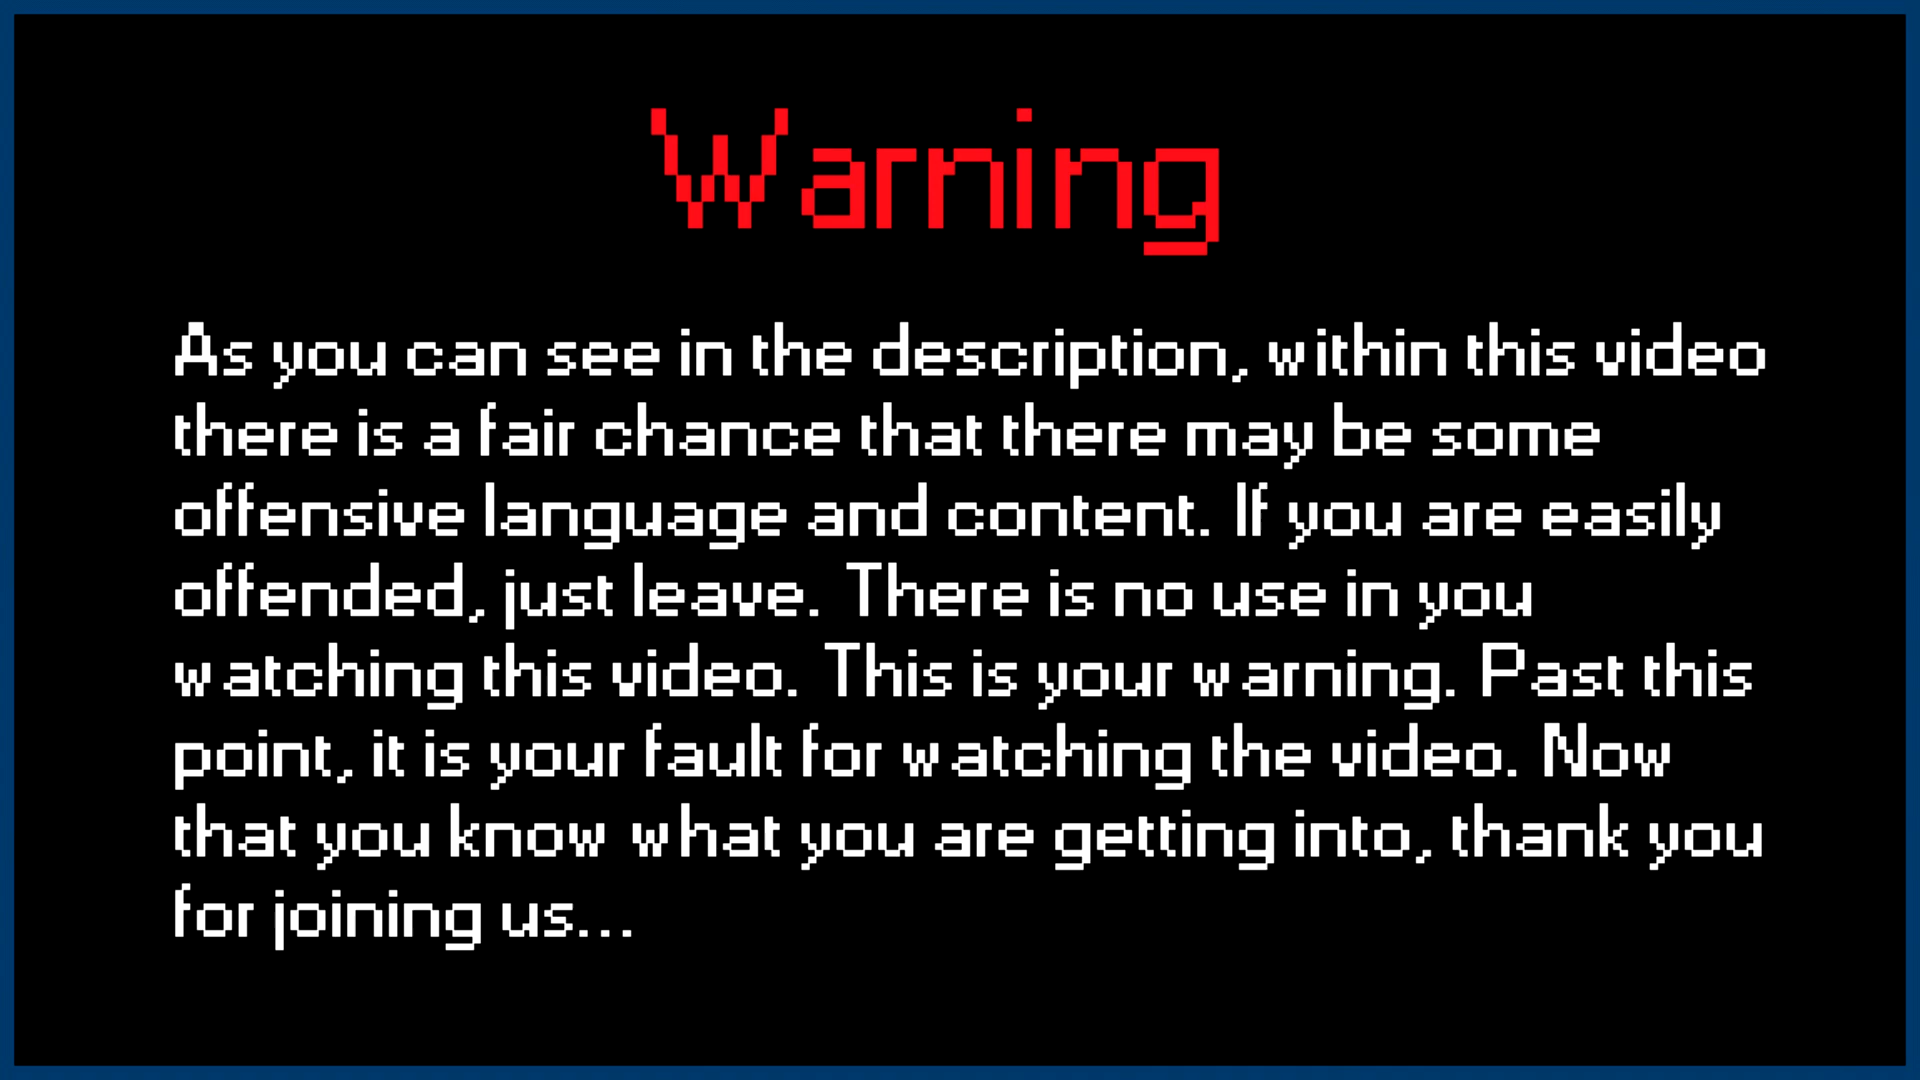 Warning
As you can see in the description, within this video
there is a fair chance that there may be some
offensive language and content. If you are easily
offended, just leave. There is no use in you
watching this video. This is your warning. Past this
point, it is your fault for watching the video. Now
that you know what you are getting into, thank you
for joining us...